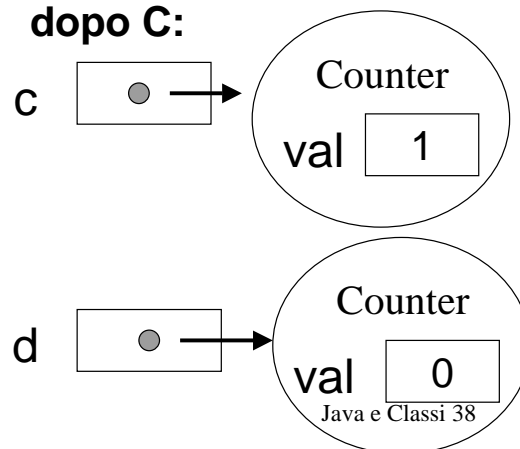 dopo C:
Counter
c
val 1
Counter
d
val 0
Java e Classi 38